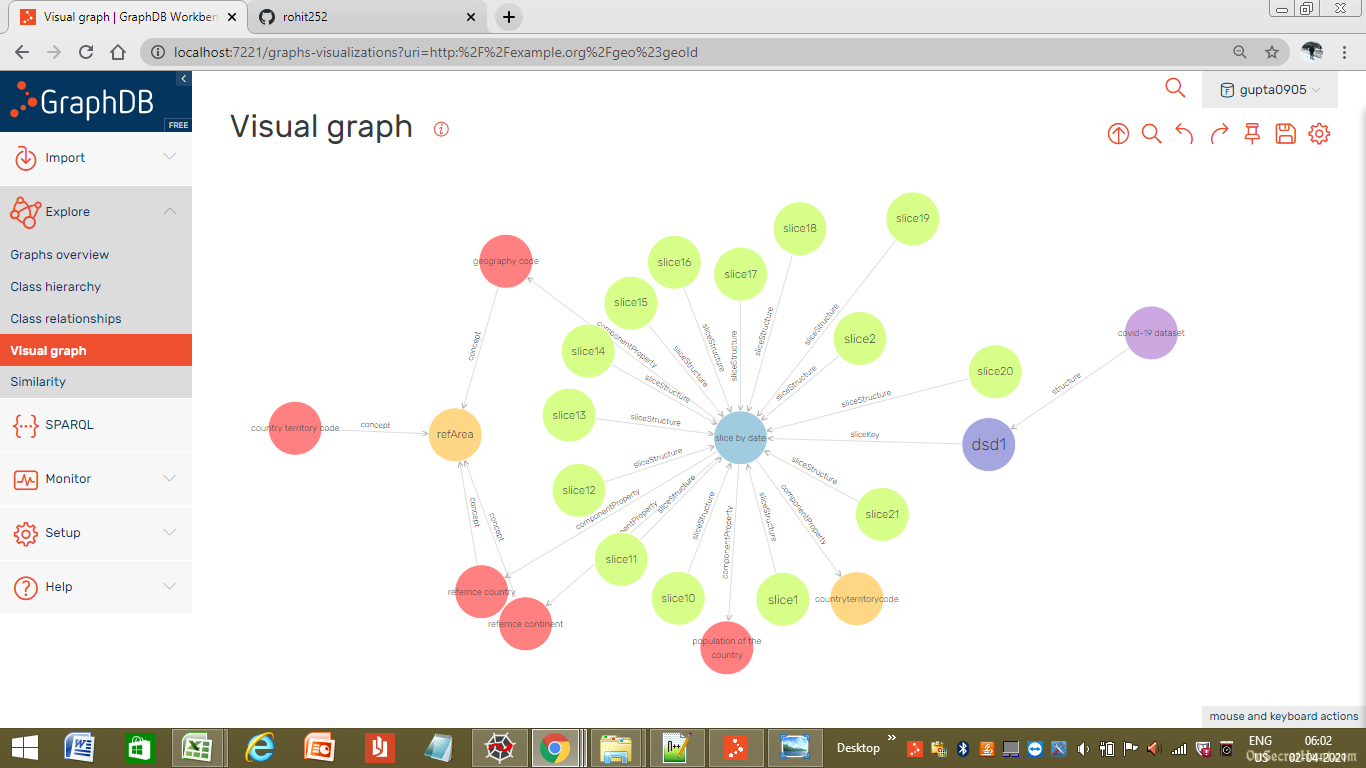 Visual graph | GraphDB Workben
rohit252
localhost:7221/graphs-visualizations?uri=http:%2F%2Fexample.org%2Fgeo%23geoId
GraphDB
FREE
gupta0905
Visual graph
Import
Explore
Graphs overview
Class hierarchy
Class relationships
Visual graph
Similarity
SPARQL
Monitor
Setup
Help
slice19
slice18
geography code
slice16
slice17
slice15
slice14
slice2
covid-19 dataset
slice20
slice13
country territory code
refArea
slice by date
dsd1
slice12
slice21
slice11
refernce country
refernce continent
slice10
slice1
countryterritorycode
population of the
country
concept
concept
concept
concept
componentProperty
sliceStructure
sliceStructure
sliceStructure
sliceStructure
sliceStructure
sliceStructure
sliceStructure
sliceStructure
sliceStructure
structure
sliceKey
sliceStructure
sliceStructure
componentProperty
nentProperty
sliceStructure
sliceStructure
componentProperty
sliceStructure
componentProperty
mouse and keyboard actions
Desktop
ENG
US
06:02
02-04-2021